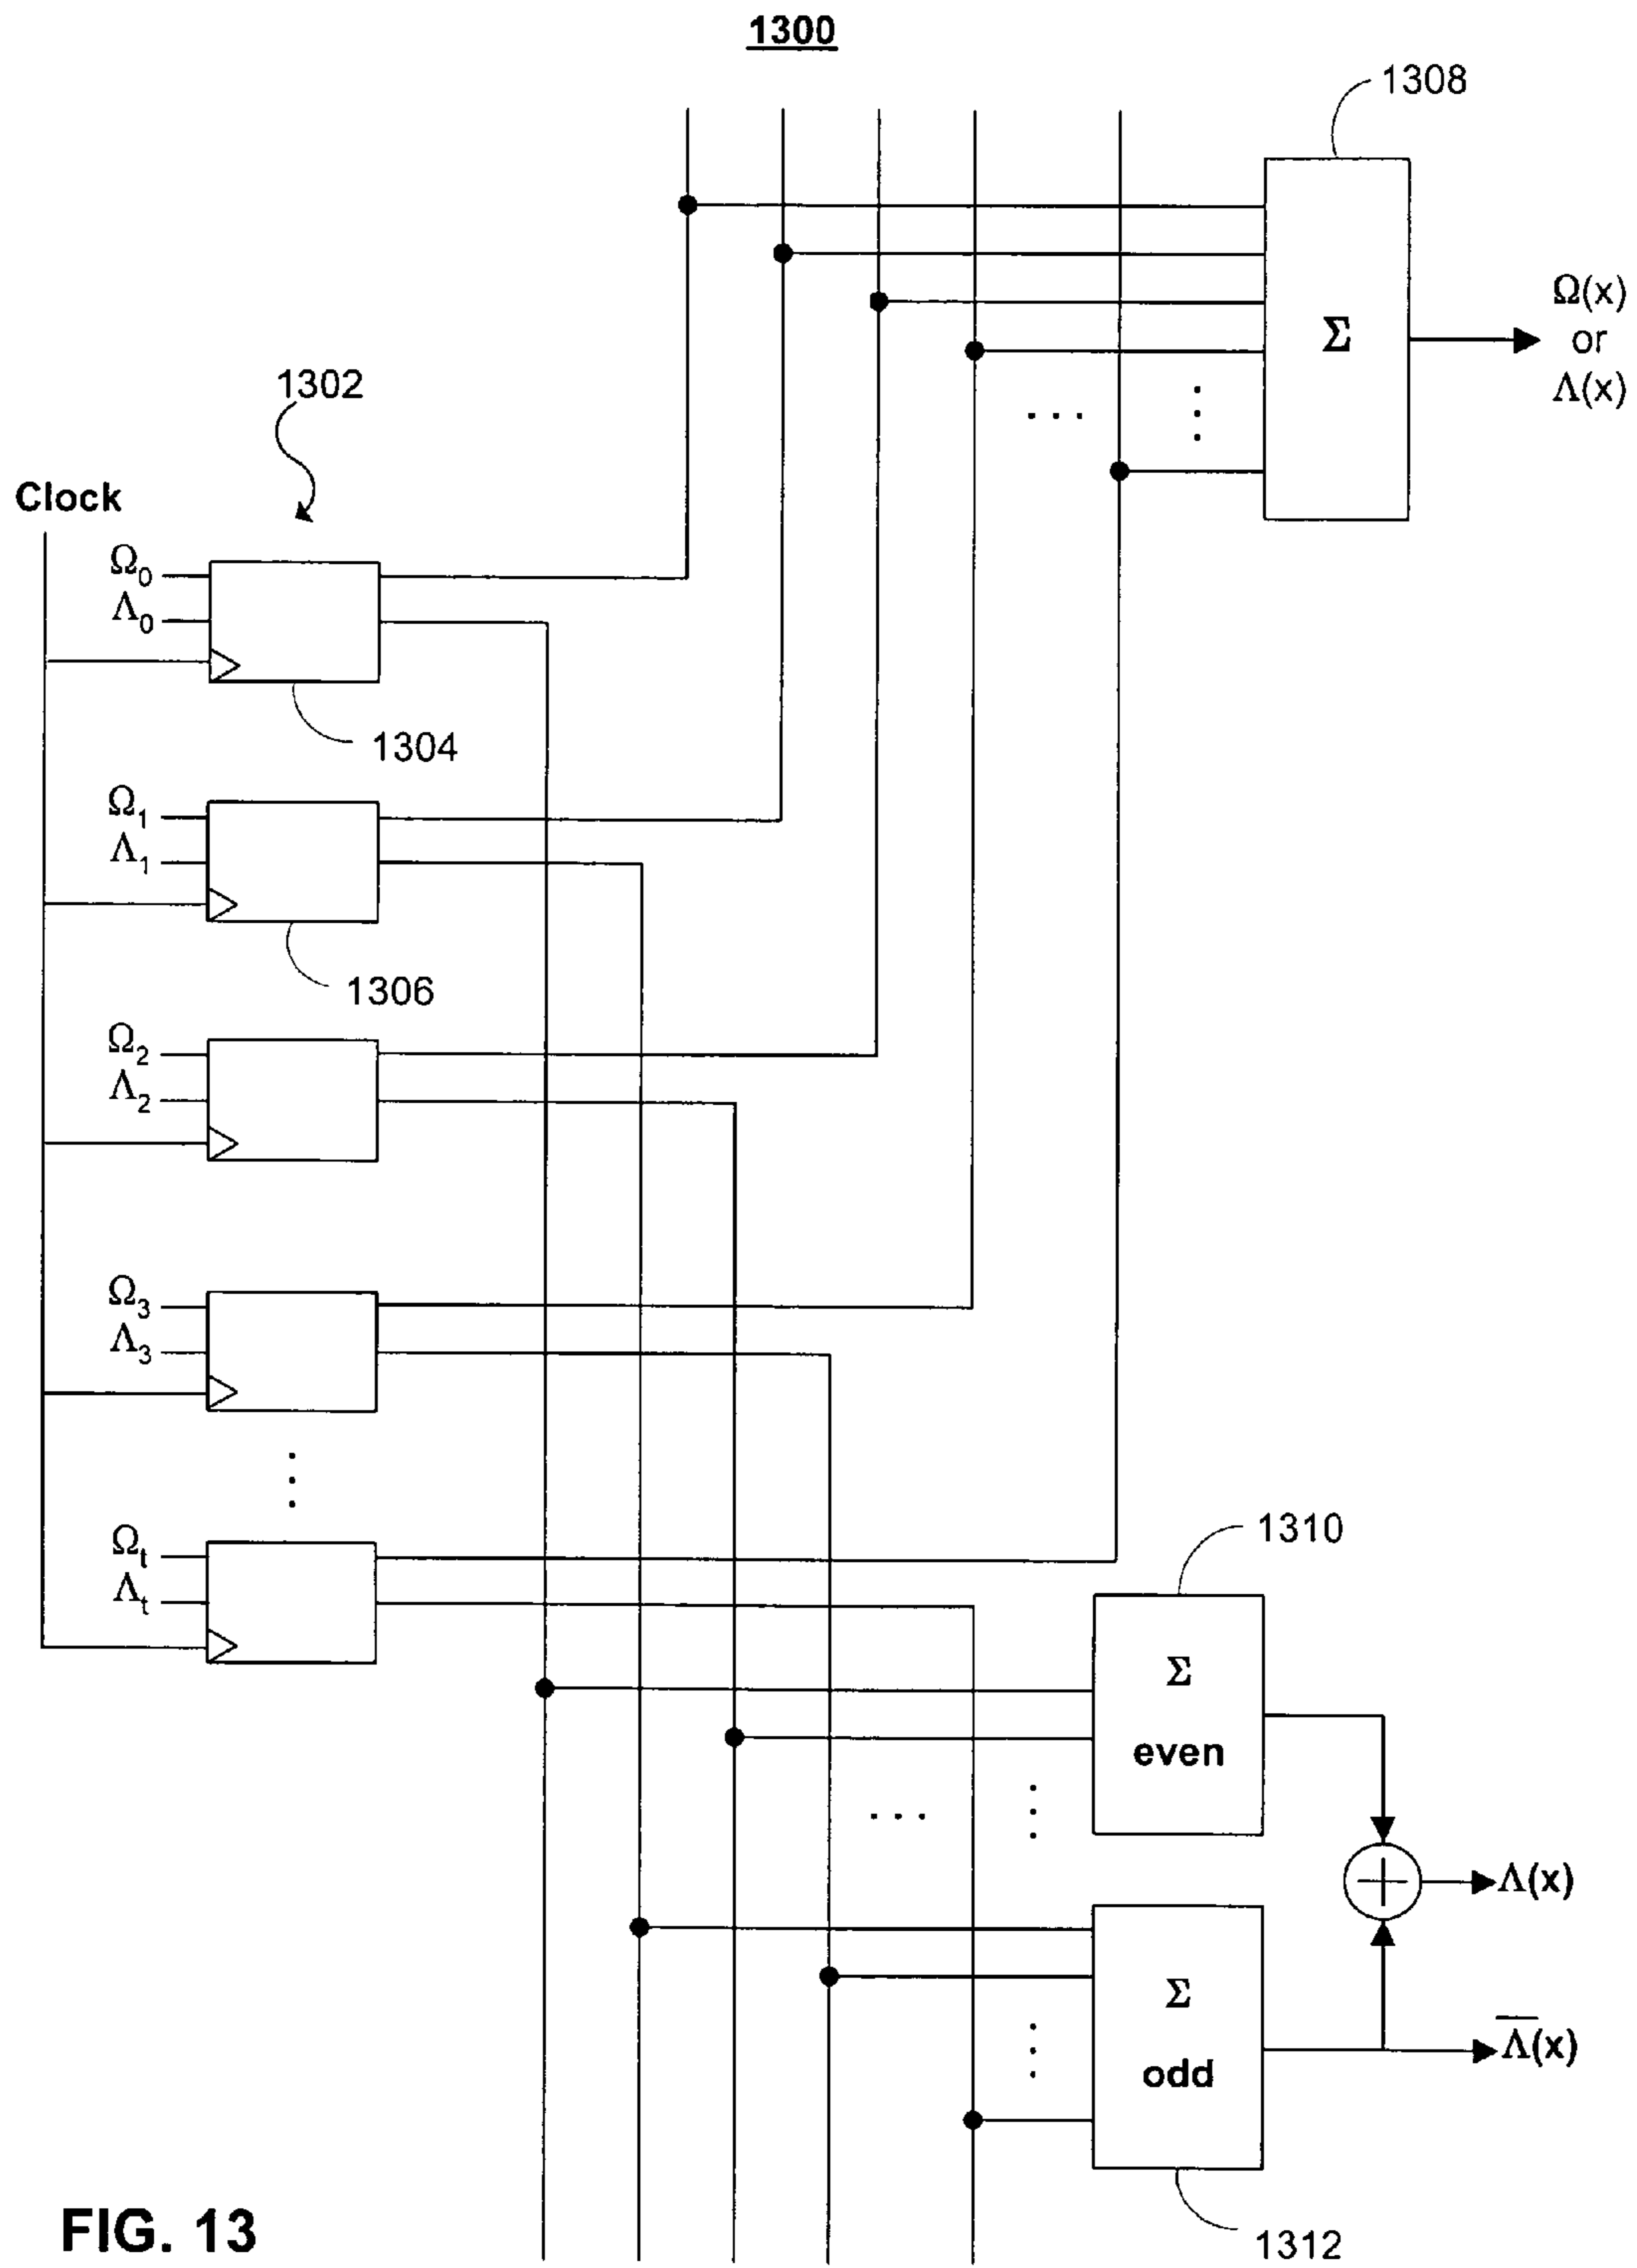 1300
1308
Σ
Ω(x)
or
Λ(x)
1302
Clock
Ω₀
Λ₀
1304
Ω₁
Λ₁
1306
Ω₂
Λ₂
Ω₃
Λ₃
Ωₜ
Λₜ
1310
Σ
even
Λ(x)
Σ
odd
Λ̅(x)
1312
FIG. 13